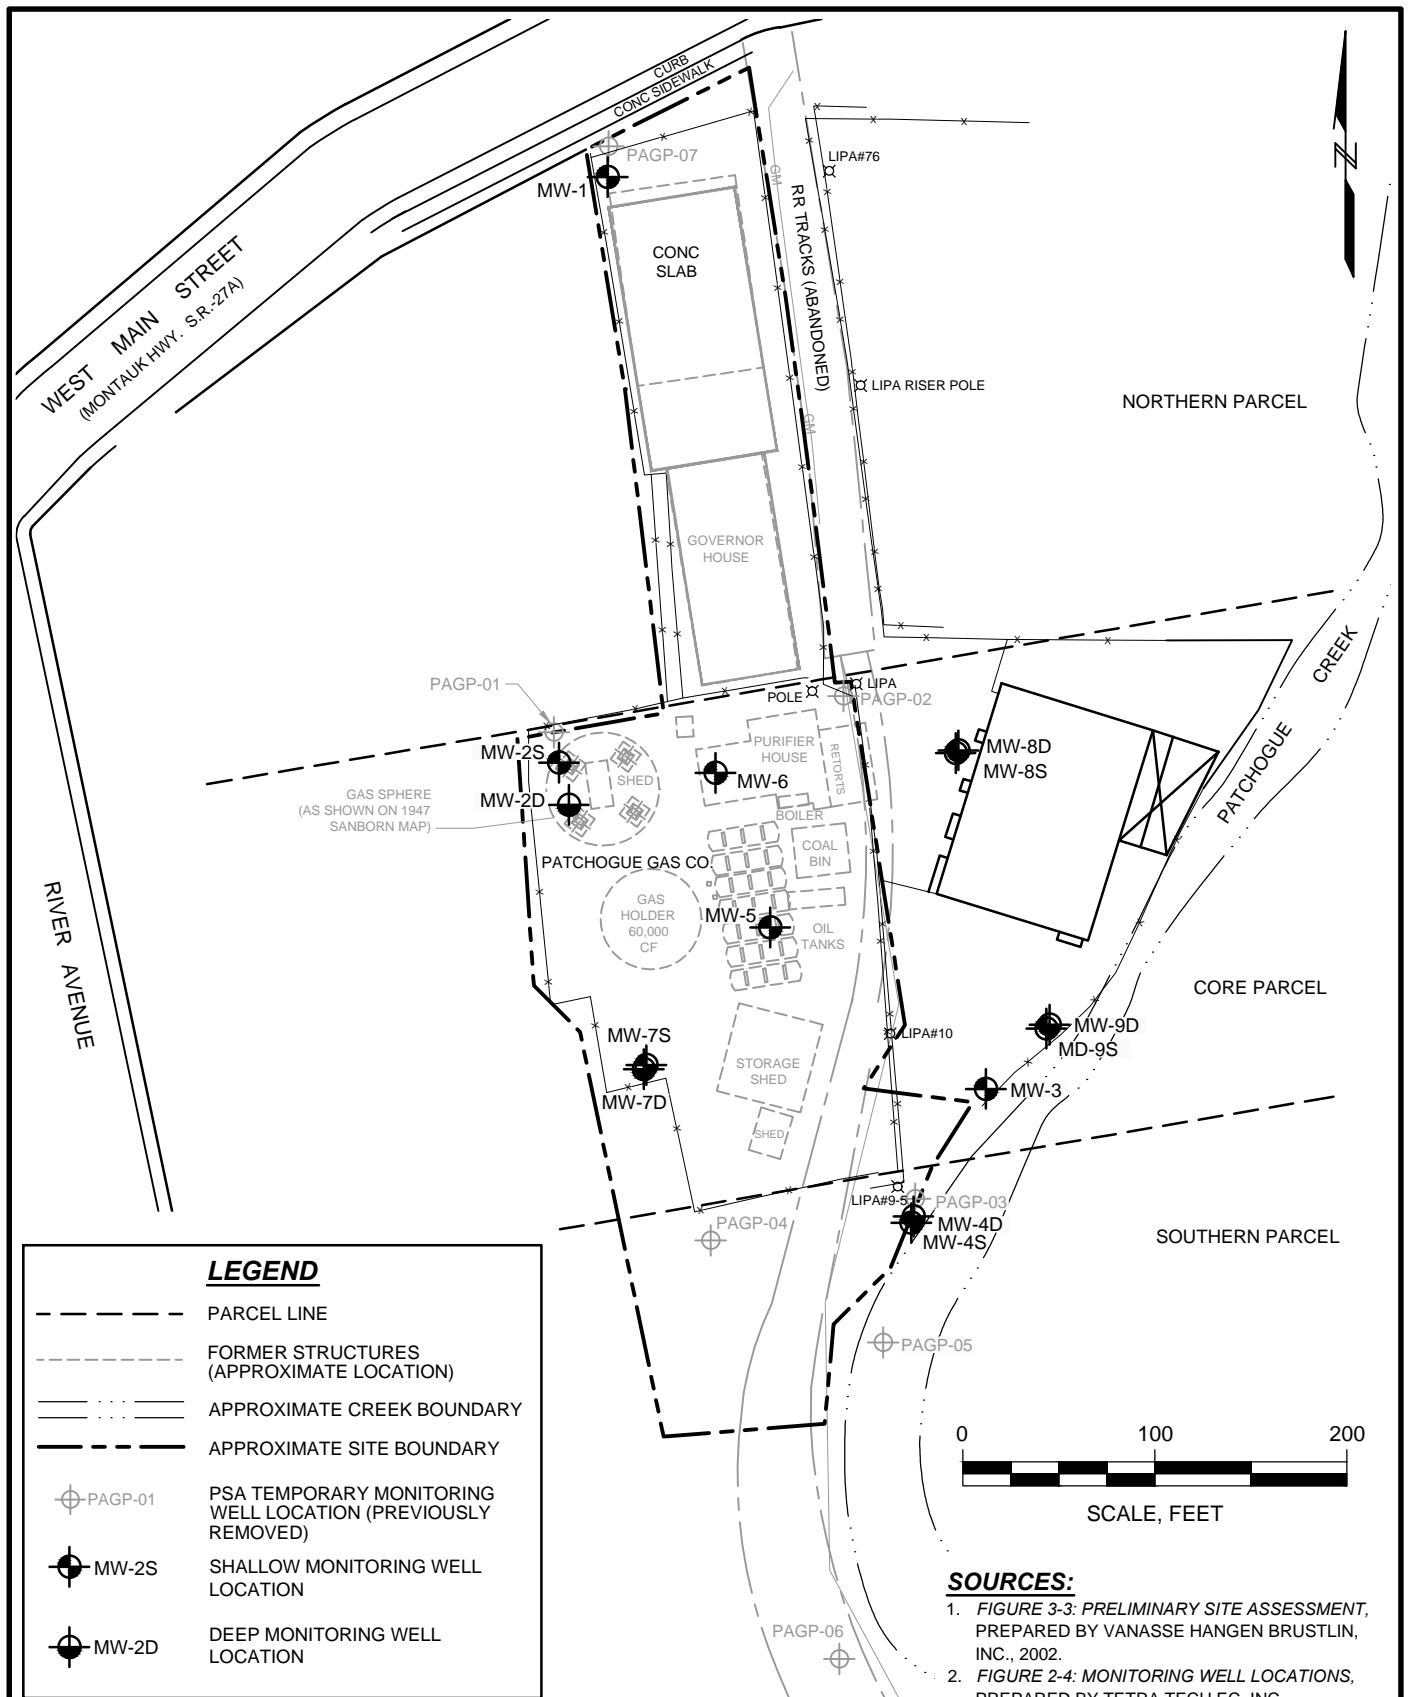 CURB
CONC SIDEWALK
PAGP-07
MW-1
LIPA#76
GM
RR TRACKS (ABANDONED)
N
CONC
SLAB
WEST MAIN STREET
(MONTAUK HWY. S.R.-27A)
LIPA RISER POLE
NORTHERN PARCEL
GM
GOVERNOR
HOUSE
CREEK
PATCHOGUE
PAGP-01
POLE
LIPA
PAGP-02
MW-2S
PURIFIER
HOUSE
RETORTS
MW-8D
MW-8S
SHED
MW-6
MW-2D
GAS SPHERE
(AS SHOWN ON 1947
SANBORN MAP)
BOILER
COAL
BIN
PATCHOGUE GAS CO.
GAS
HOLDER
60,000
CF
MW-5
OIL
TANKS
RIVER AVENUE
CORE PARCEL
MW-7S
LIPA#10
MW-9D
MD-9S
STORAGE
SHED
MW-7D
MW-3
SHED
LIPA#9-5
PAGP-03
PAGP-04
MW-4D
MW-4S
SOUTHERN PARCEL
PAGP-05
LEGEND
PARCEL LINE
FORMER STRUCTURES
(APPROXIMATE LOCATION)
APPROXIMATE CREEK BOUNDARY
APPROXIMATE SITE BOUNDARY
PAGP-01
PSA TEMPORARY MONITORING
WELL LOCATION (PREVIOUSLY
REMOVED)
MW-2S
SHALLOW MONITORING WELL
LOCATION
MW-2D
DEEP MONITORING WELL
LOCATION
0 100 200
SCALE, FEET
PAGP-06
SOURCES:
1. FIGURE 3-3: PRELIMINARY SITE ASSESSMENT,
PREPARED BY VANASSE HANGEN BRUSTLIN,
INC., 2002.
2. FIGURE 2-4: MONITORING WELL LOCATIONS,
PREPARED BY TETRA TECH EC, INC.